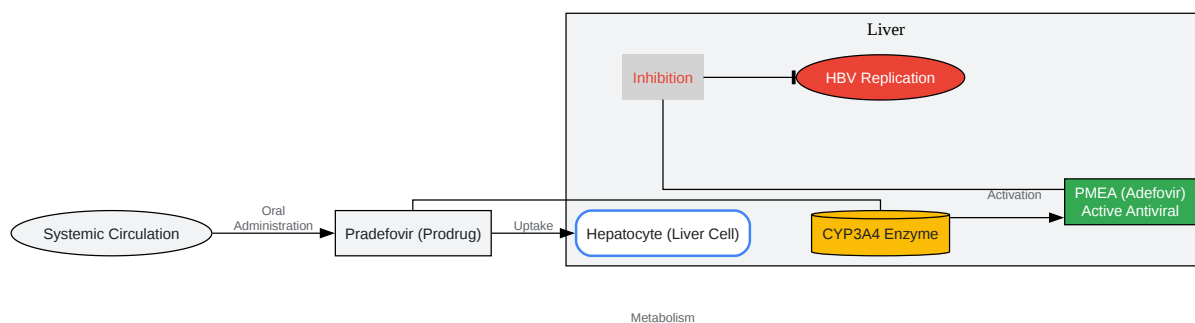 Liver
Inhibition
HBV Replication
PMEA (Adefovir)
Active Antiviral
Activation
Oral
Administration
Systemic Circulation
Pradefovir (Prodrug)
Uptake
Hepatocyte (Liver Cell)
CYP3A4 Enzyme
Metabolism